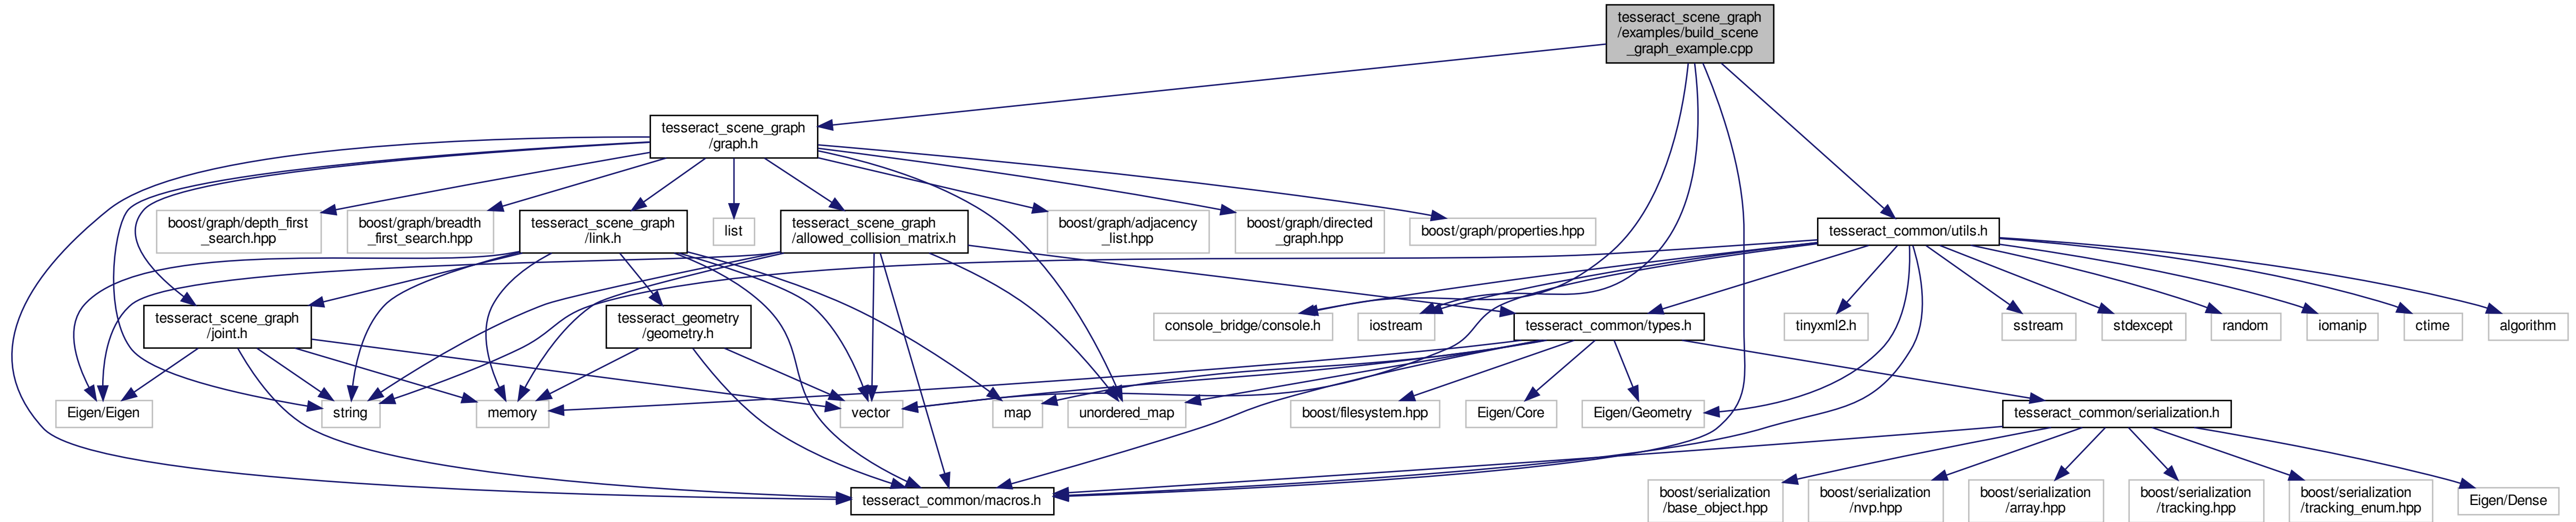 tesseract_scene_graph
/examples/build_scene
_graph_example.cpp
tesseract_scene_graph
/graph.h
boost/graph/depth_first
_search.hpp
boost/graph/breadth
_first_search.hpp
tesseract_scene_graph
/link.h
list
tesseract_scene_graph
/allowed_collision_matrix.h
boost/graph/adjacency
_list.hpp
boost/graph/directed
_graph.hpp
boost/graph/properties.hpp
tesseract_common/utils.h
tesseract_scene_graph
/joint.h
tesseract_geometry
/geometry.h
console_bridge/console.h
iostream
tesseract_common/types.h
tinyxml2.h
sstream
stdexcept
random
iomanip
ctime
algorithm
Eigen/Eigen
string
memory
vector
map
unordered_map
boost/filesystem.hpp
Eigen/Core
Eigen/Geometry
tesseract_common/serialization.h
tesseract_common/macros.h
boost/serialization
/base_object.hpp
boost/serialization
/nvp.hpp
boost/serialization
/array.hpp
boost/serialization
/tracking.hpp
boost/serialization
/tracking_enum.hpp
Eigen/Dense